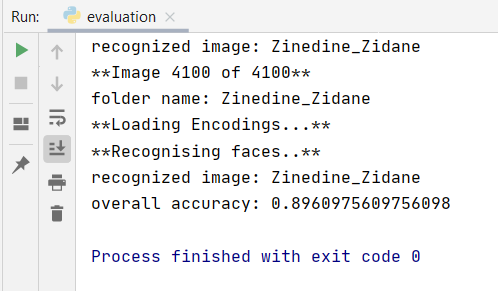 Run: evaluation
recognized image: Zinedine_Zidane
**Image 4100 of 4100**
folder name: Zinedine_Zidane
**Loading Encodings...**
**Recognising faces..**
recognized image: Zinedine_Zidane
overall accuracy: 0.8960975609756098
Process finished with exit code 0